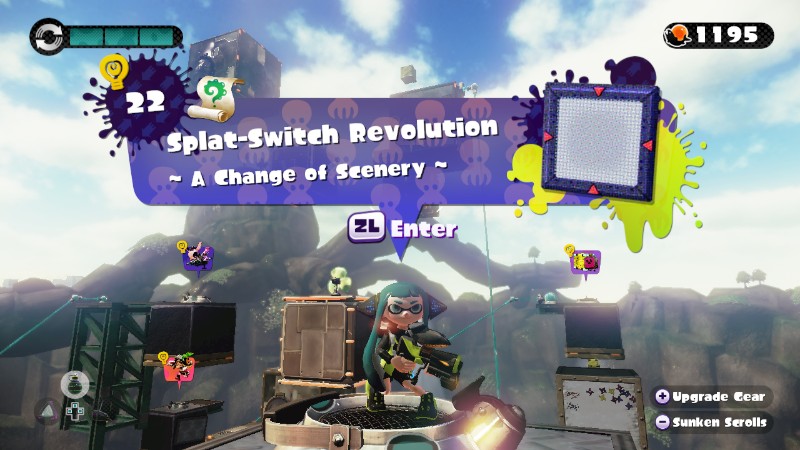 1195
22
Splat-Switch Revolution
~ A Change of Scenery ~
ZL Enter
+ Upgrade Gear
- Sunken Scrolls